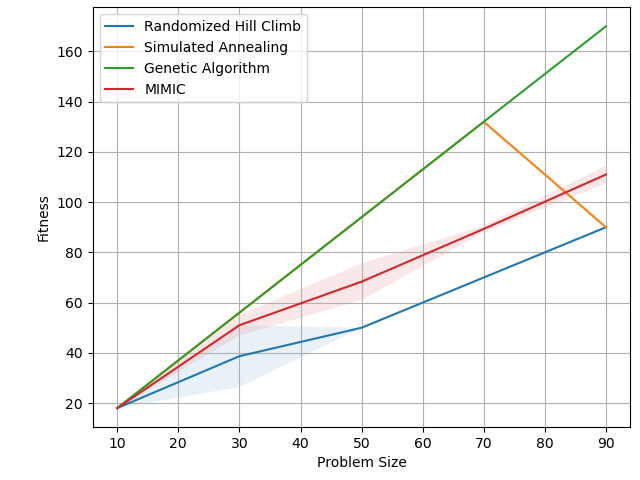 Randomized Hill Climb
Simulated Annealing
Genetic Algorithm
MIMIC
Fitness
160
140
120
100
80
60
40
20
10 20 30 40 50 60 70 80 90
Problem Size